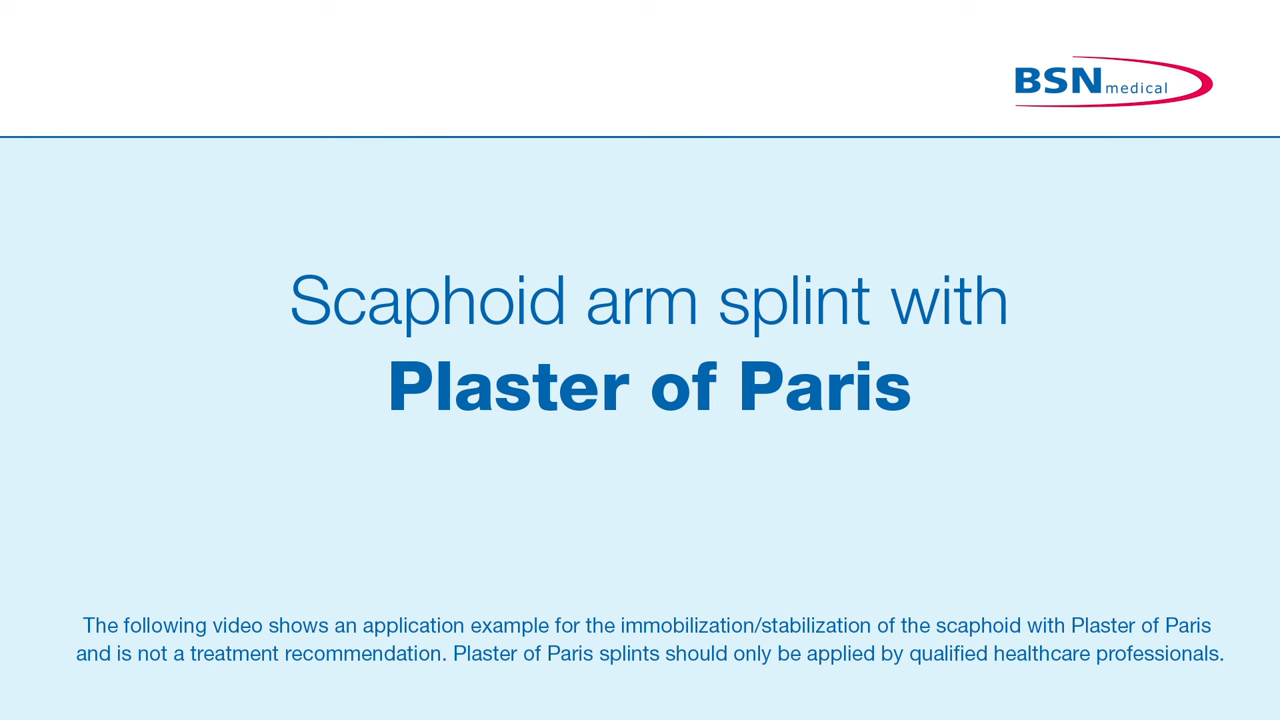 BSN medical
Scaphoid arm splint with
Plaster of Paris
The following video shows an application example for the immobilization/stabilization of the scaphoid with Plaster of Paris
and is not a treatment recommendation. Plaster of Paris splints should only be applied by qualified healthcare professionals.